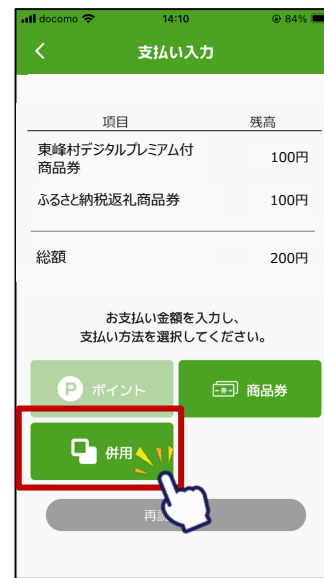 docomo 14:10 84%
支払い入力
項目 残高
東峰村デジタルプレミアム付
商品券 100円
ふるさと納税返礼商品券 100円
総額 200円
お支払い金額を入力し、
支払い方法を選択してください。
P ポイント 商品券
併用
再読